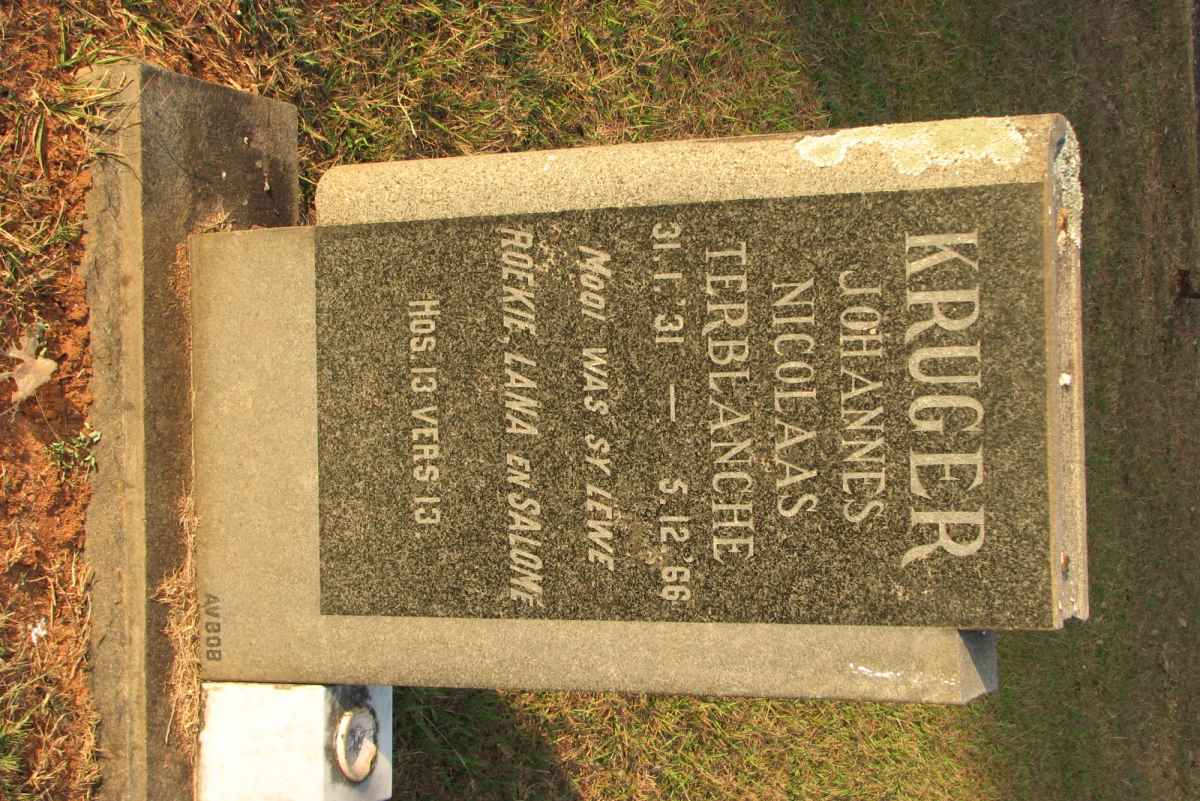 KRUGER
JOHANNES
NICOLAAS
TERBLANCHE
31.1.'31 — 5.12.'66
MOOI WAS SY LEWE
ROEKIE, LANA EN SALOME
HOS. 13 VERS 13.
AVBOB